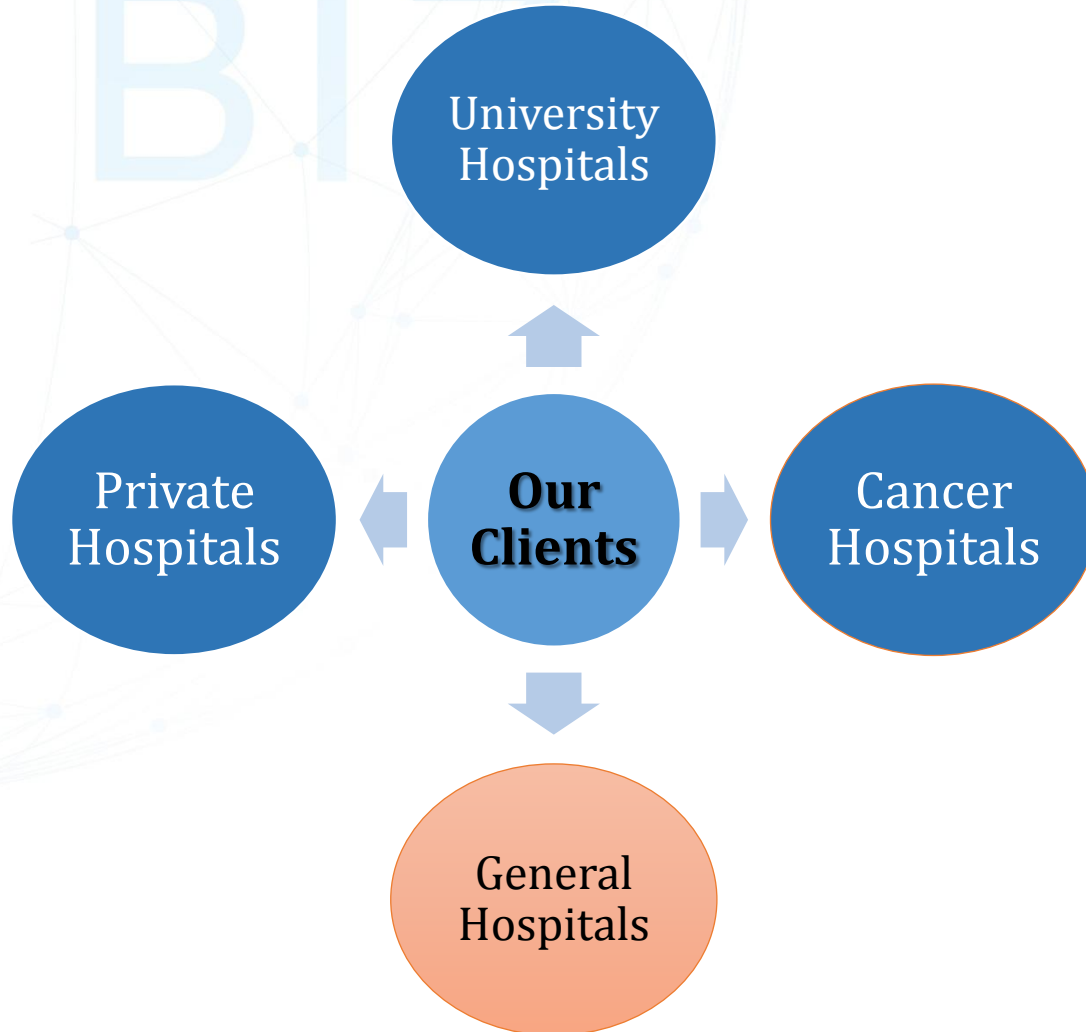 University
Hospitals
Private
Hospitals
Our
Clients
Cancer
Hospitals
General
Hospitals